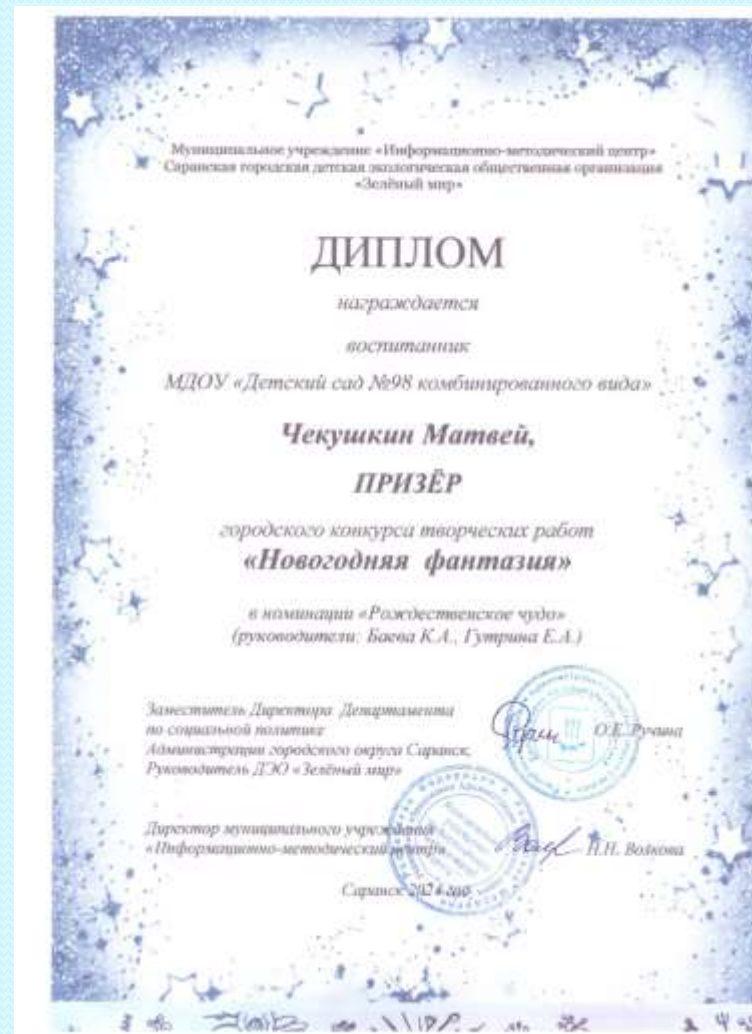 Муниципальное учреждение «Информационно-методический центр»
Саранская городская детская экологическая общественная организация
«Зелёный мир»
ДИПЛОМ
награждается
воспитанник
МДОУ «Детский сад №98 комбинированного вида»
Чекушкин Матвей,
ПРИЗЁР
городского конкурса творческих работ
«Новогодняя фантазия»
в номинации «Рождественское чудо»
(руководители: Баева К.А., Гутрина Е.А.)
Заместитель Директора Департамента
по социальной политике
Администрации городского округа Саранск,
О.Е. Ручина
Руководитель ДЭО «Зелёный мир»
Директор муниципального учреждения
«Информационно-методический центр»
Н.Н. Волкова
Саранск 2024 год